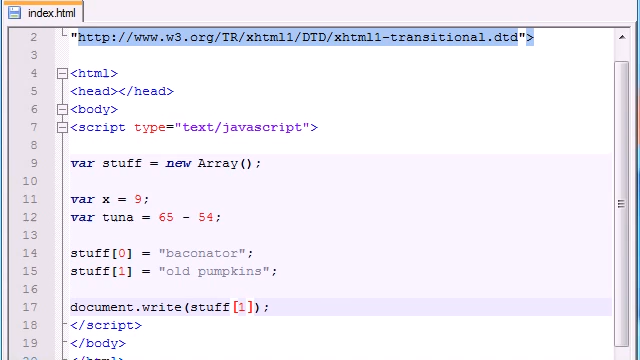 index.html
2 "http://www.w3.org/TR/xhtml1/DTD/xhtml1-transitional.dtd">
3
4 <html>
5 <head></head>
6 <body>
7 <script type="text/javascript">
8
9 var stuff = new Array();
10
11 var x = 9;
12 var tuna = 65 - 54;
13
14 stuff[0] = "baconator";
15 stuff[1] = "old pumpkins";
16
17 document.write(stuff[1]);
18 </script>
19 </body>
20 </html>